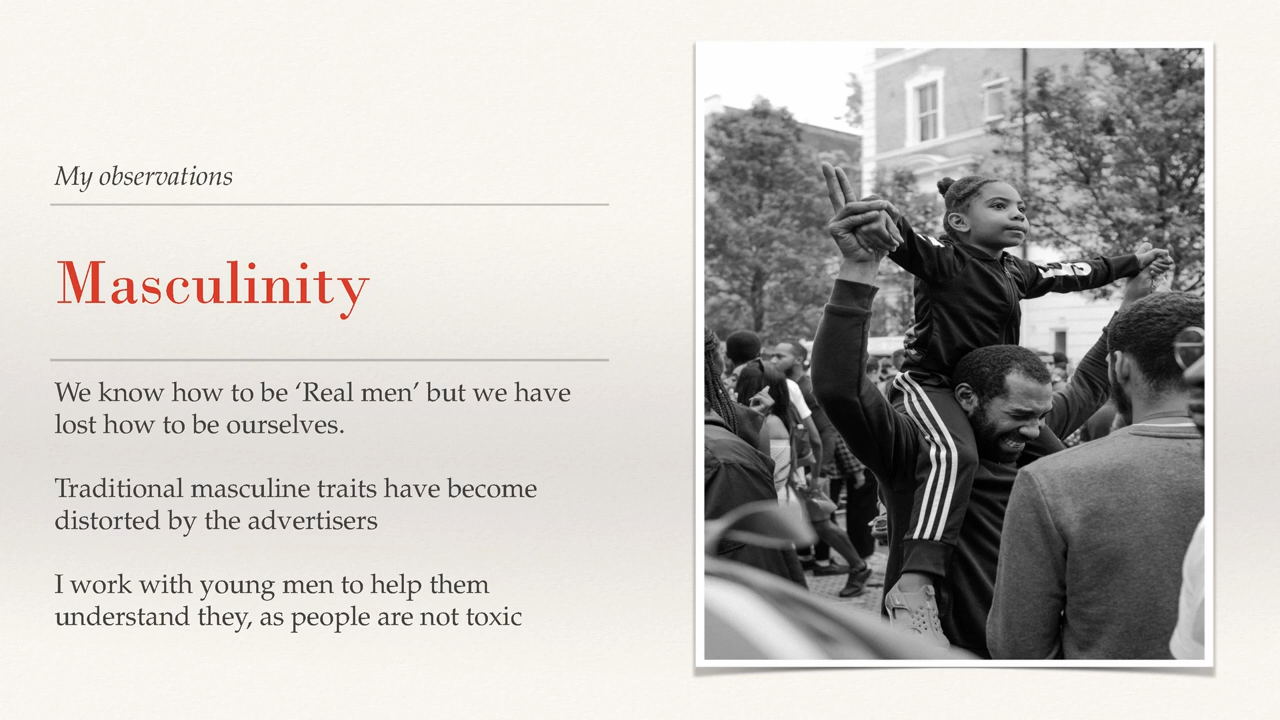 My observations
Masculinity
We know how to be ‘Real men’ but we have
lost how to be ourselves.
Traditional masculine traits have become
distorted by the advertisers
I work with young men to help them
understand they, as people are not toxic